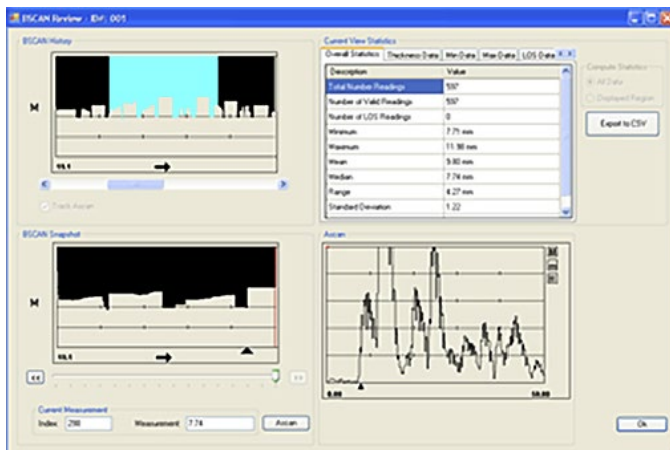 BSCAN Review - ID#: 001
BSCAN History
M
19.1
Track Ascan
Current View Statistics
Overall Statistics Thickness Data Min Data Max Data LOS Data
Description Value
Total Number Readings 597
Number of Valid Readings 597
Number of LOS Readings 0
Minimum 7.71 mm
Maximum 11.98 mm
Mean 9.80 mm
Median 7.74 mm
Range 4.27 mm
Standard Deviation 1.22
Compute Statistics
All Data
Displayed Region
Export to CSV
BSCAN Snapshot
M
19.1
<< >>
Current Measurement
Index 298 Measurement 7.74 Ascan
Ascan
0.00 50.00
Ok